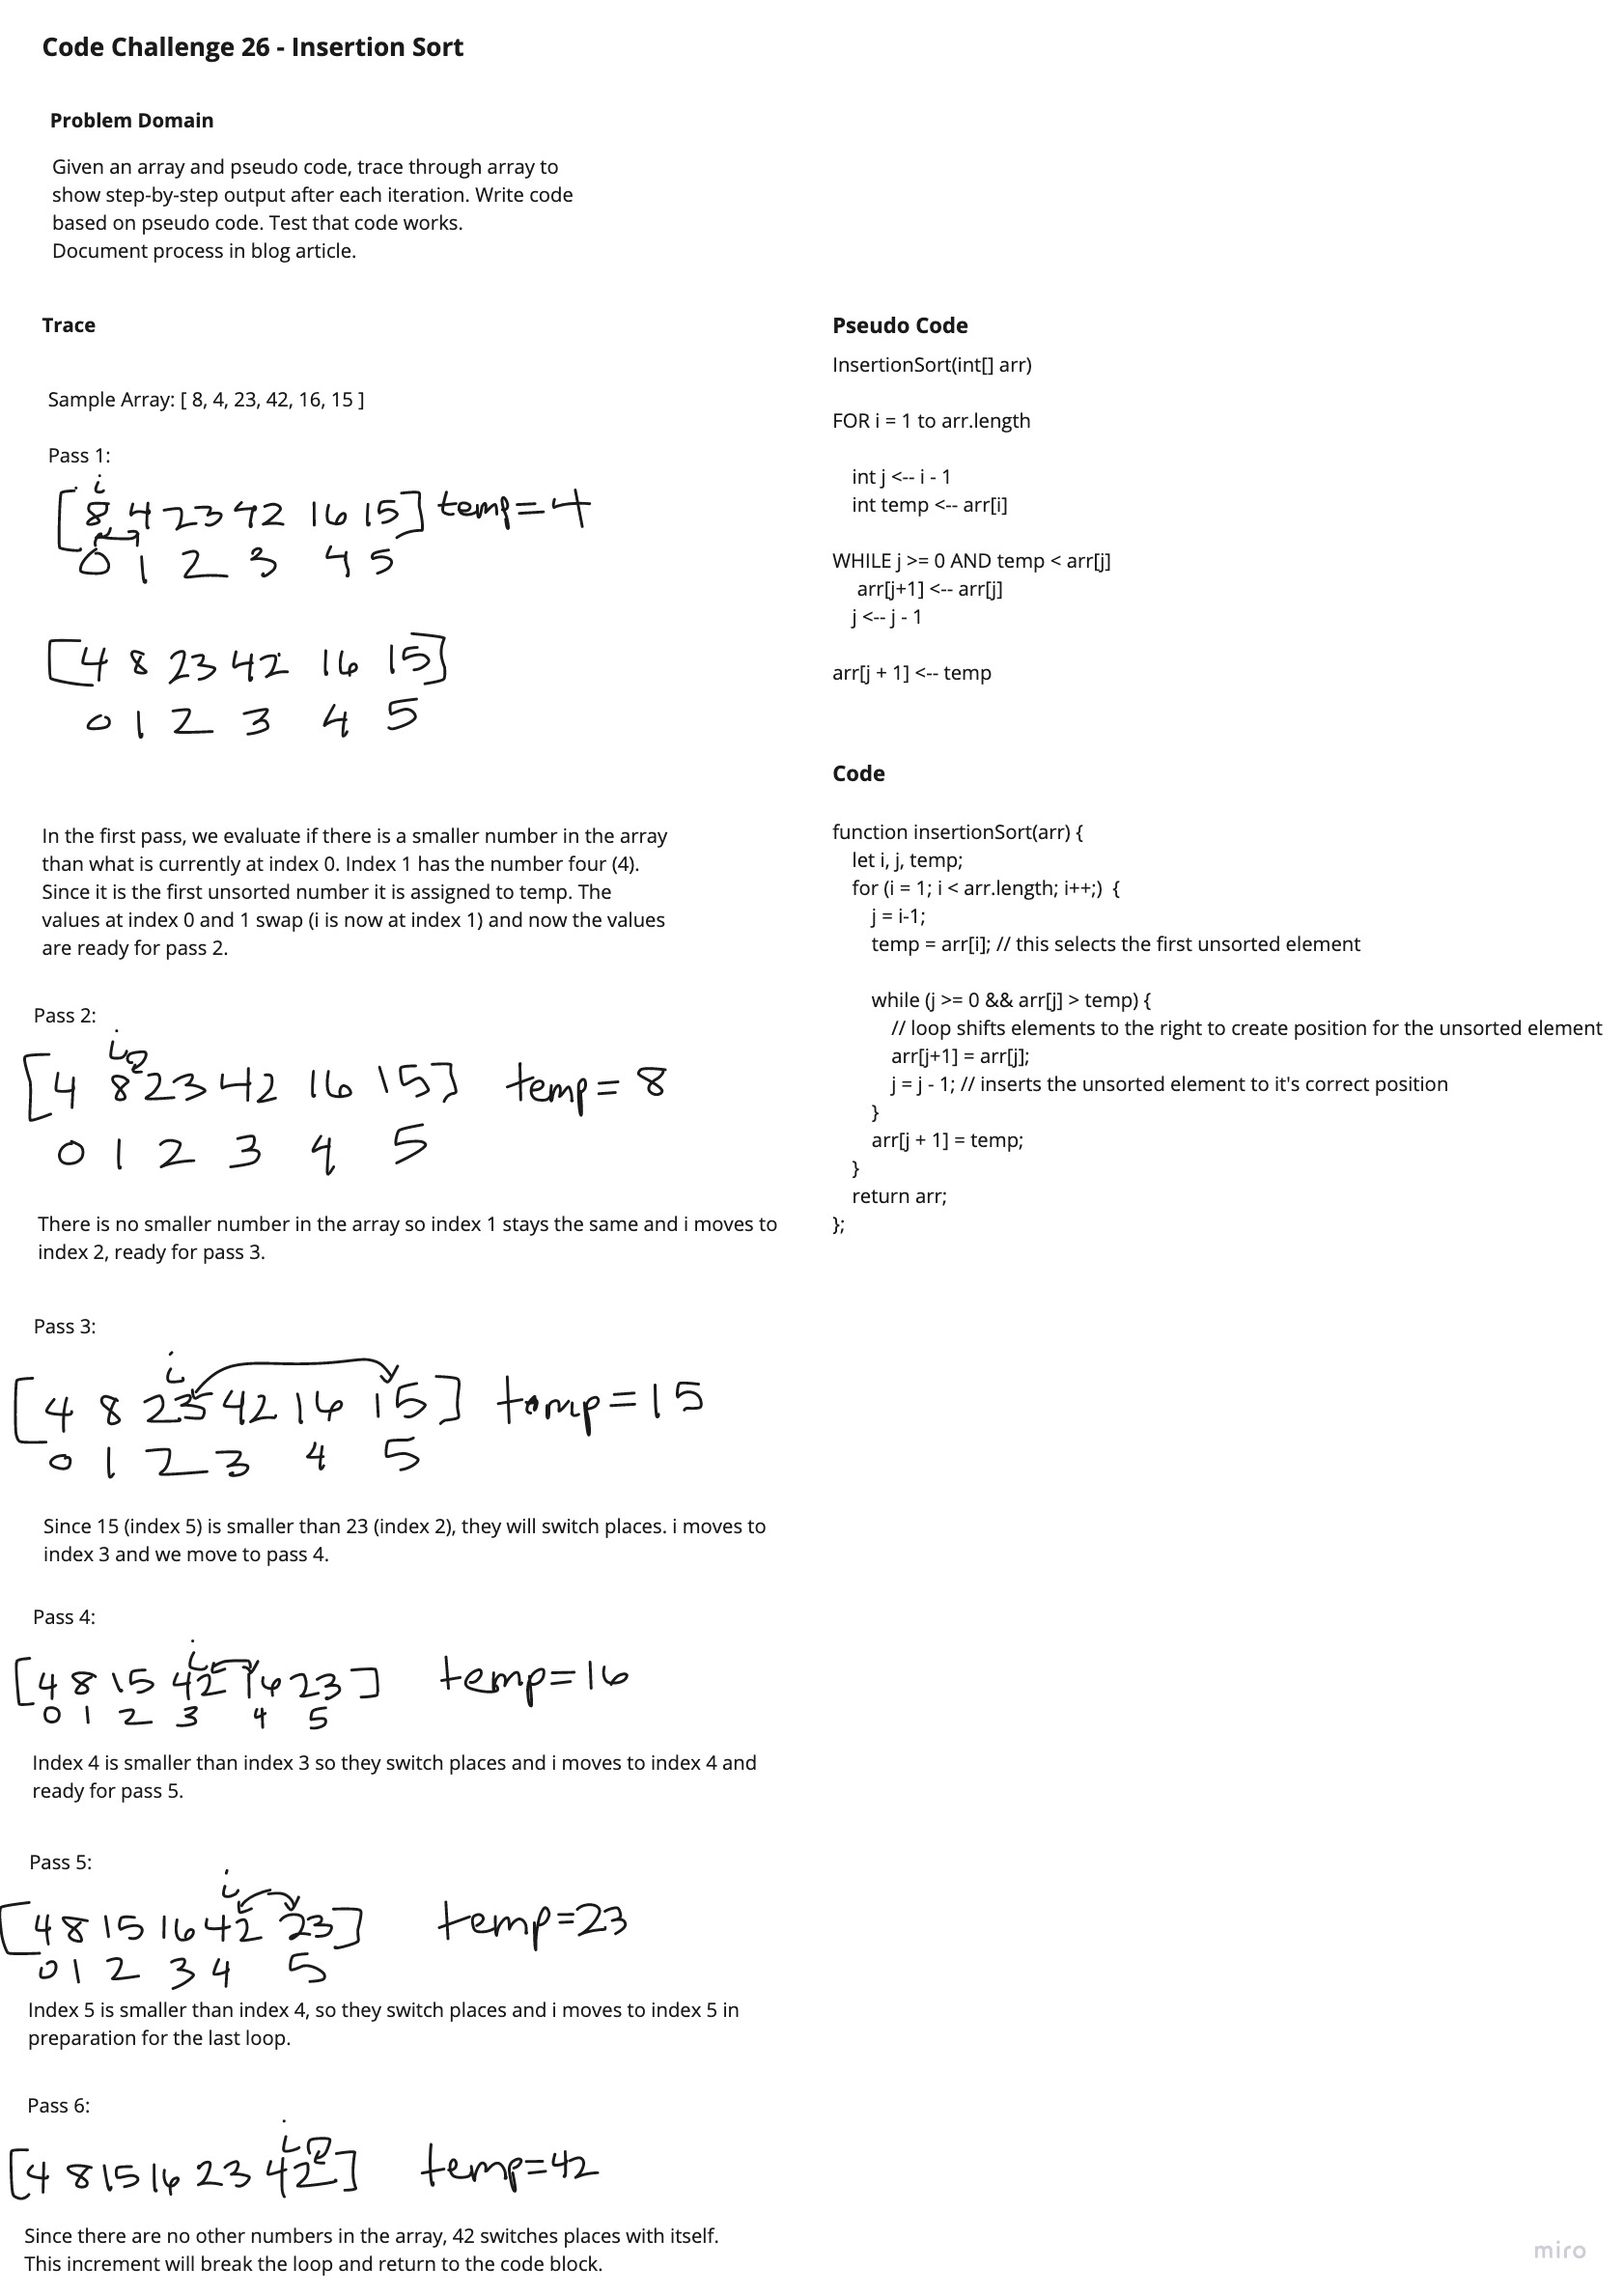 Code Challenge 26 - Insertion Sort
Problem Domain
Given an array and pseudo code, trace through array to
show step-by-step output after each iteration. Write code
based on pseudo code. Test that code works.
Document process in blog article.
Trace
Sample Array: [ 8, 4, 23, 42, 16, 15 ]
Pass 1:
i
[8 4 23 42 16 15] temp=4
0 1 2 3 4 5
[4 8 23 42 16 15]
0 1 2 3 4 5
In the first pass, we evaluate if there is a smaller number in the array
than what is currently at index 0. Index 1 has the number four (4).
Since it is the first unsorted number it is assigned to temp. The
values at index 0 and 1 swap (i is now at index 1) and now the values
are ready for pass 2.
Pass 2:
i
[4 8 23 42 16 15] temp=8
0 1 2 3 4 5
There is no smaller number in the array so index 1 stays the same and i moves to
index 2, ready for pass 3.
Pass 3:
i
[4 8 23 42 16 15] temp=15
0 1 2 3 4 5
Since 15 (index 5) is smaller than 23 (index 2), they will switch places. i moves to
index 3 and we move to pass 4.
Pass 4:
i
[4 8 15 42 16 23] temp=16
0 1 2 3 4 5
Index 4 is smaller than index 3 so they switch places and i moves to index 4 and
ready for pass 5.
Pass 5:
i
[4 8 15 16 42 23] temp=23
0 1 2 3 4 5
Index 5 is smaller than index 4, so they switch places and i moves to index 5 in
preparation for the last loop.
Pass 6:
i
[4 8 15 16 23 42] temp=42
Since there are no other numbers in the array, 42 switches places with itself.
This increment will break the loop and return to the code block.
Pseudo Code
InsertionSort(int[] arr)
FOR i = 1 to arr.length
int j <-- i - 1
int temp <-- arr[i]
WHILE j >= 0 AND temp < arr[j]
arr[j+1] <-- arr[j]
j <-- j - 1
arr[j + 1] <-- temp
Code
function insertionSort(arr) {
let i, j, temp;
for (i = 1; i < arr.length; i++;) {
j = i-1;
temp = arr[i]; // this selects the first unsorted element
while (j >= 0 && arr[j] > temp) {
// loop shifts elements to the right to create position for the unsorted element
arr[j+1] = arr[j];
j = j - 1; // inserts the unsorted element to it's correct position
}
arr[j + 1] = temp;
}
return arr;
};
miro